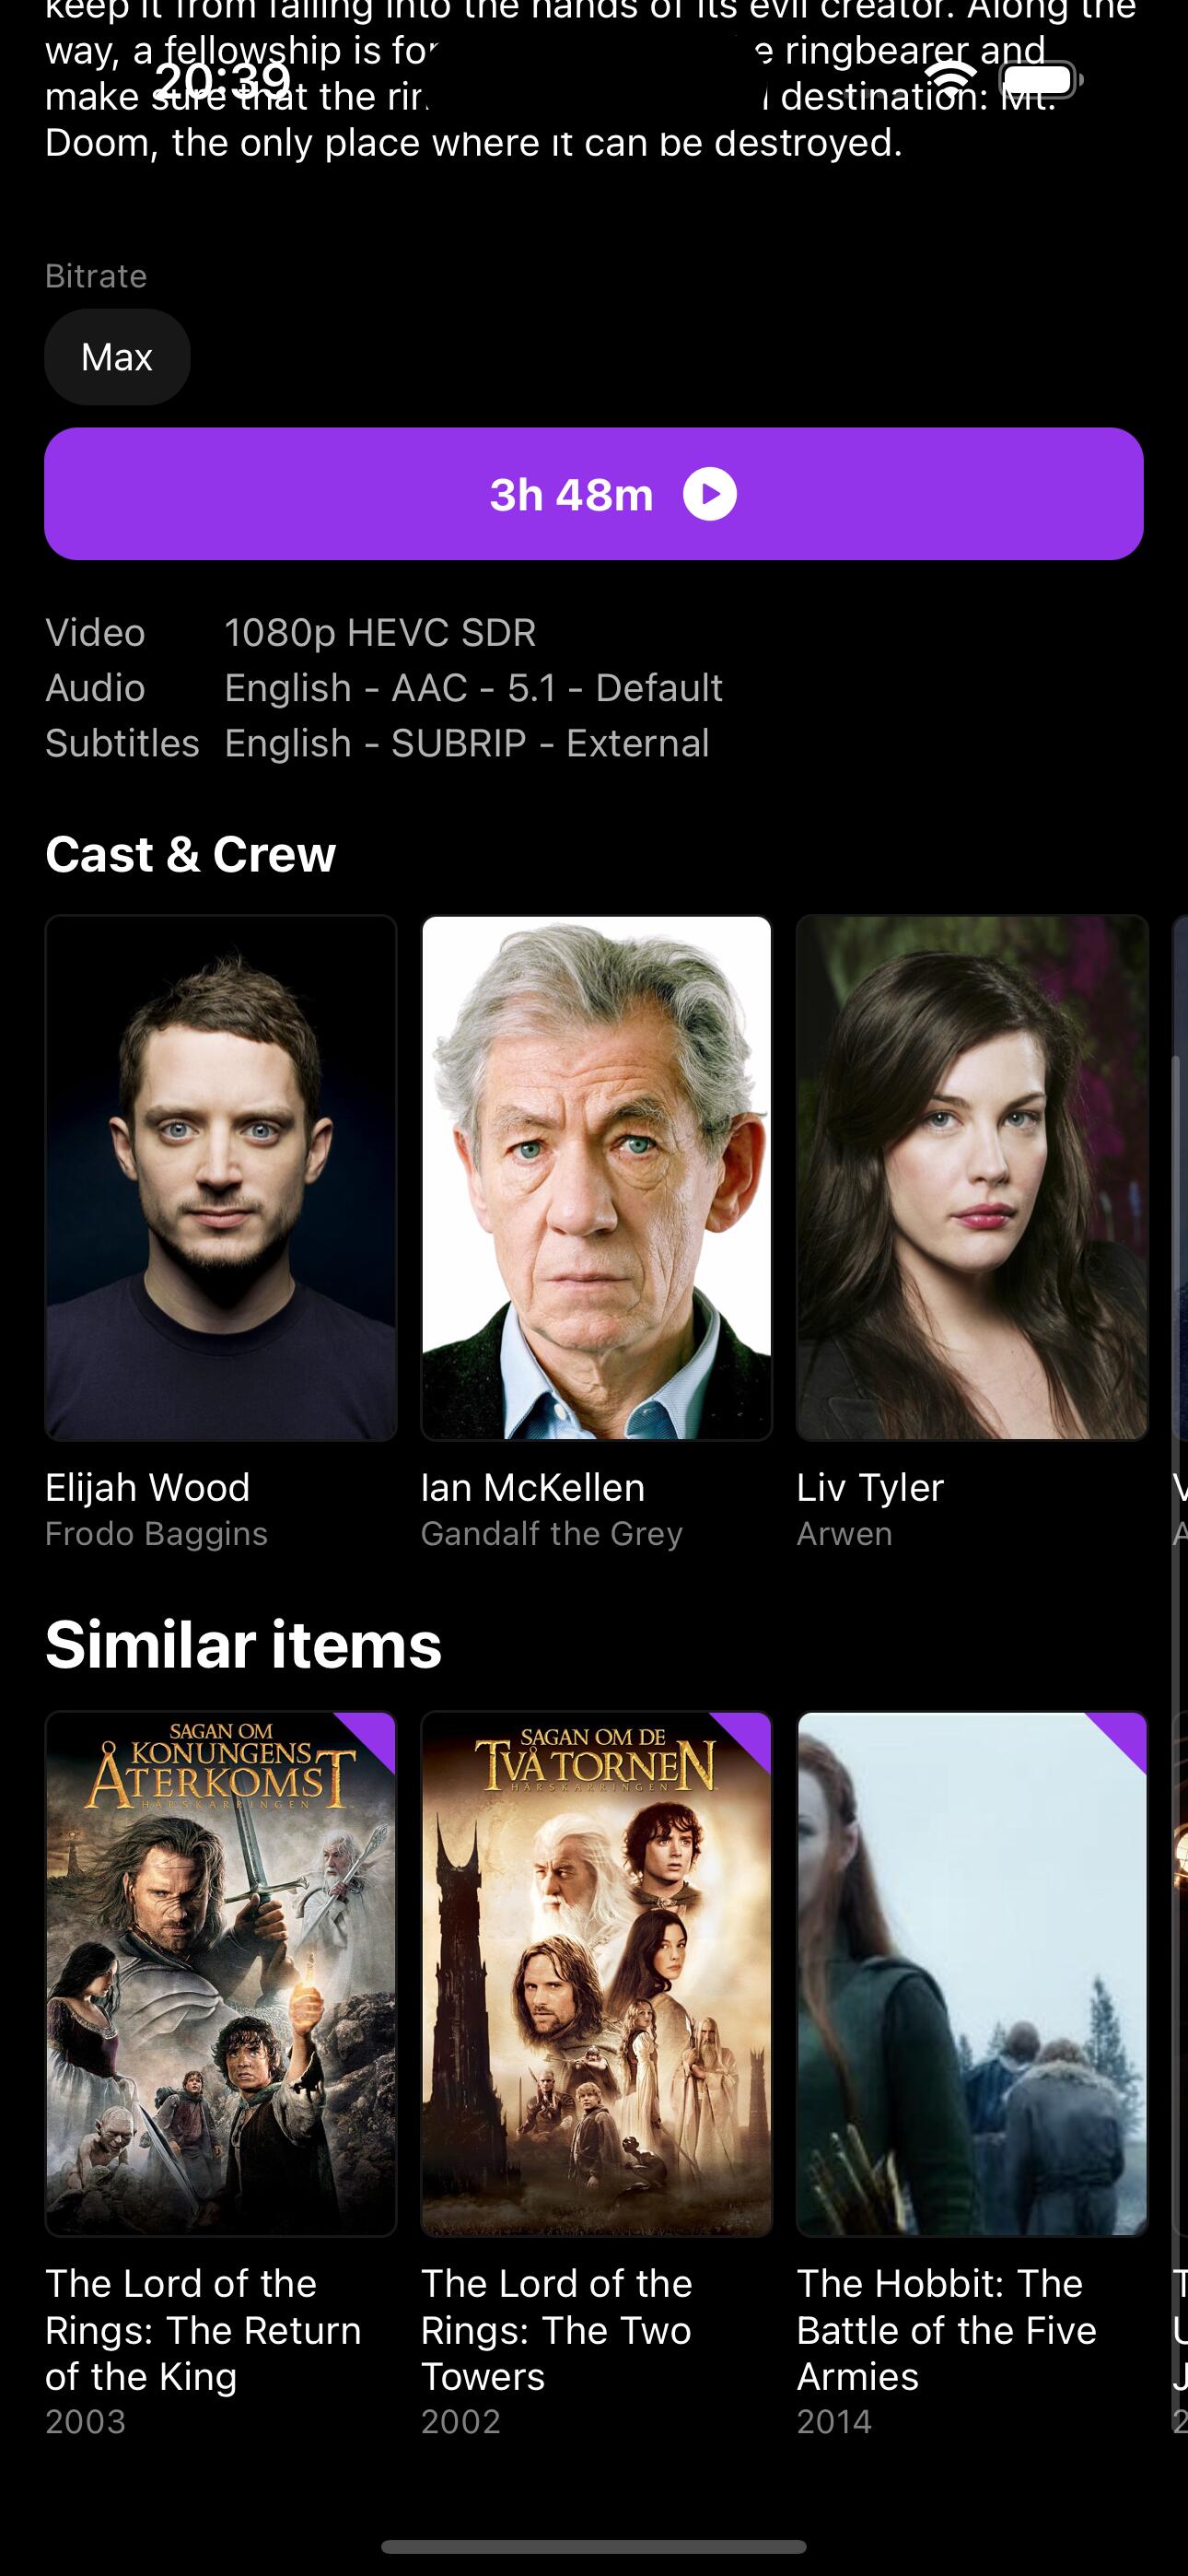 keep it from falling into the hands of its evil creator. Along the
way, a fellowship is for e ringbearer and
20:39
make sure that the rin destination: Mt.
Doom, the only place where it can be destroyed.
Bitrate
Max
3h 48m
Video 1080p HEVC SDR
Audio English - AAC - 5.1 - Default
Subtitles English - SUBRIP - External
Cast & Crew
Elijah Wood
Frodo Baggins
Ian McKellen
Gandalf the Grey
Liv Tyler
Arwen
Similar items
SAGAN OM
KONUNGENS
ÅTERKOMST
HÄRSKARRINGEN
SAGAN OM DE
TVÅ TORNEN
HÄRSKARRINGEN
The Lord of the
Rings: The Return
of the King
2003
The Lord of the
Rings: The Two
Towers
2002
The Hobbit: The
Battle of the Five
Armies
2014